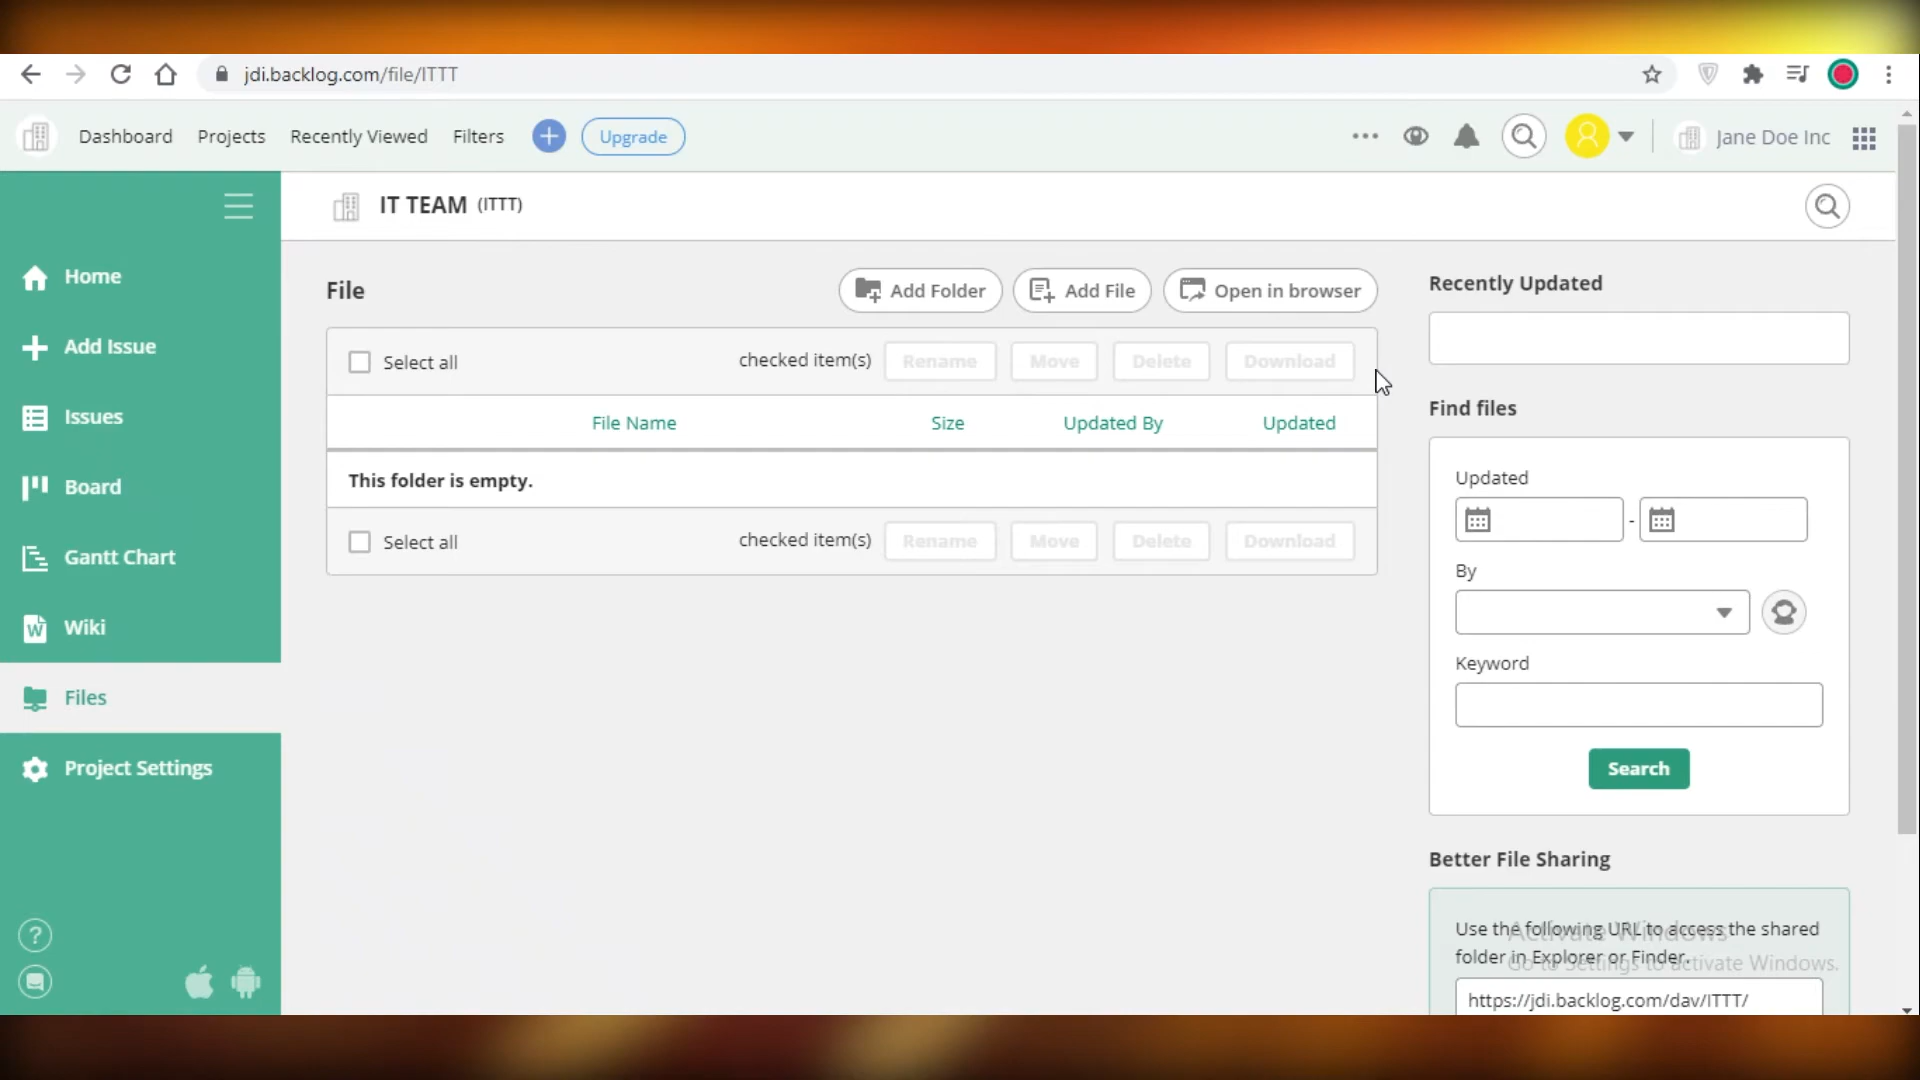 jdi.backlog.com/file/ITTT
Dashboard Projects Recently Viewed Filters Upgrade Jane Doe Inc
IT TEAM (ITTT)
Home
Add Issue
Issues
Board
Gantt Chart
Wiki
Files
Project Settings
File Add Folder Add File Open in browser
Select all checked item(s) Rename Move Delete Download
File Name Size Updated By Updated
This folder is empty.
Select all checked item(s) Rename Move Delete Download
Recently Updated
Find files
Updated
-
By
Keyword
Search
Better File Sharing
Use the following URL to access the shared
folder in Explorer or Finder.
https://jdi.backlog.com/dav/ITTT/
Activate Windows
Go to Settings to activate Windows.